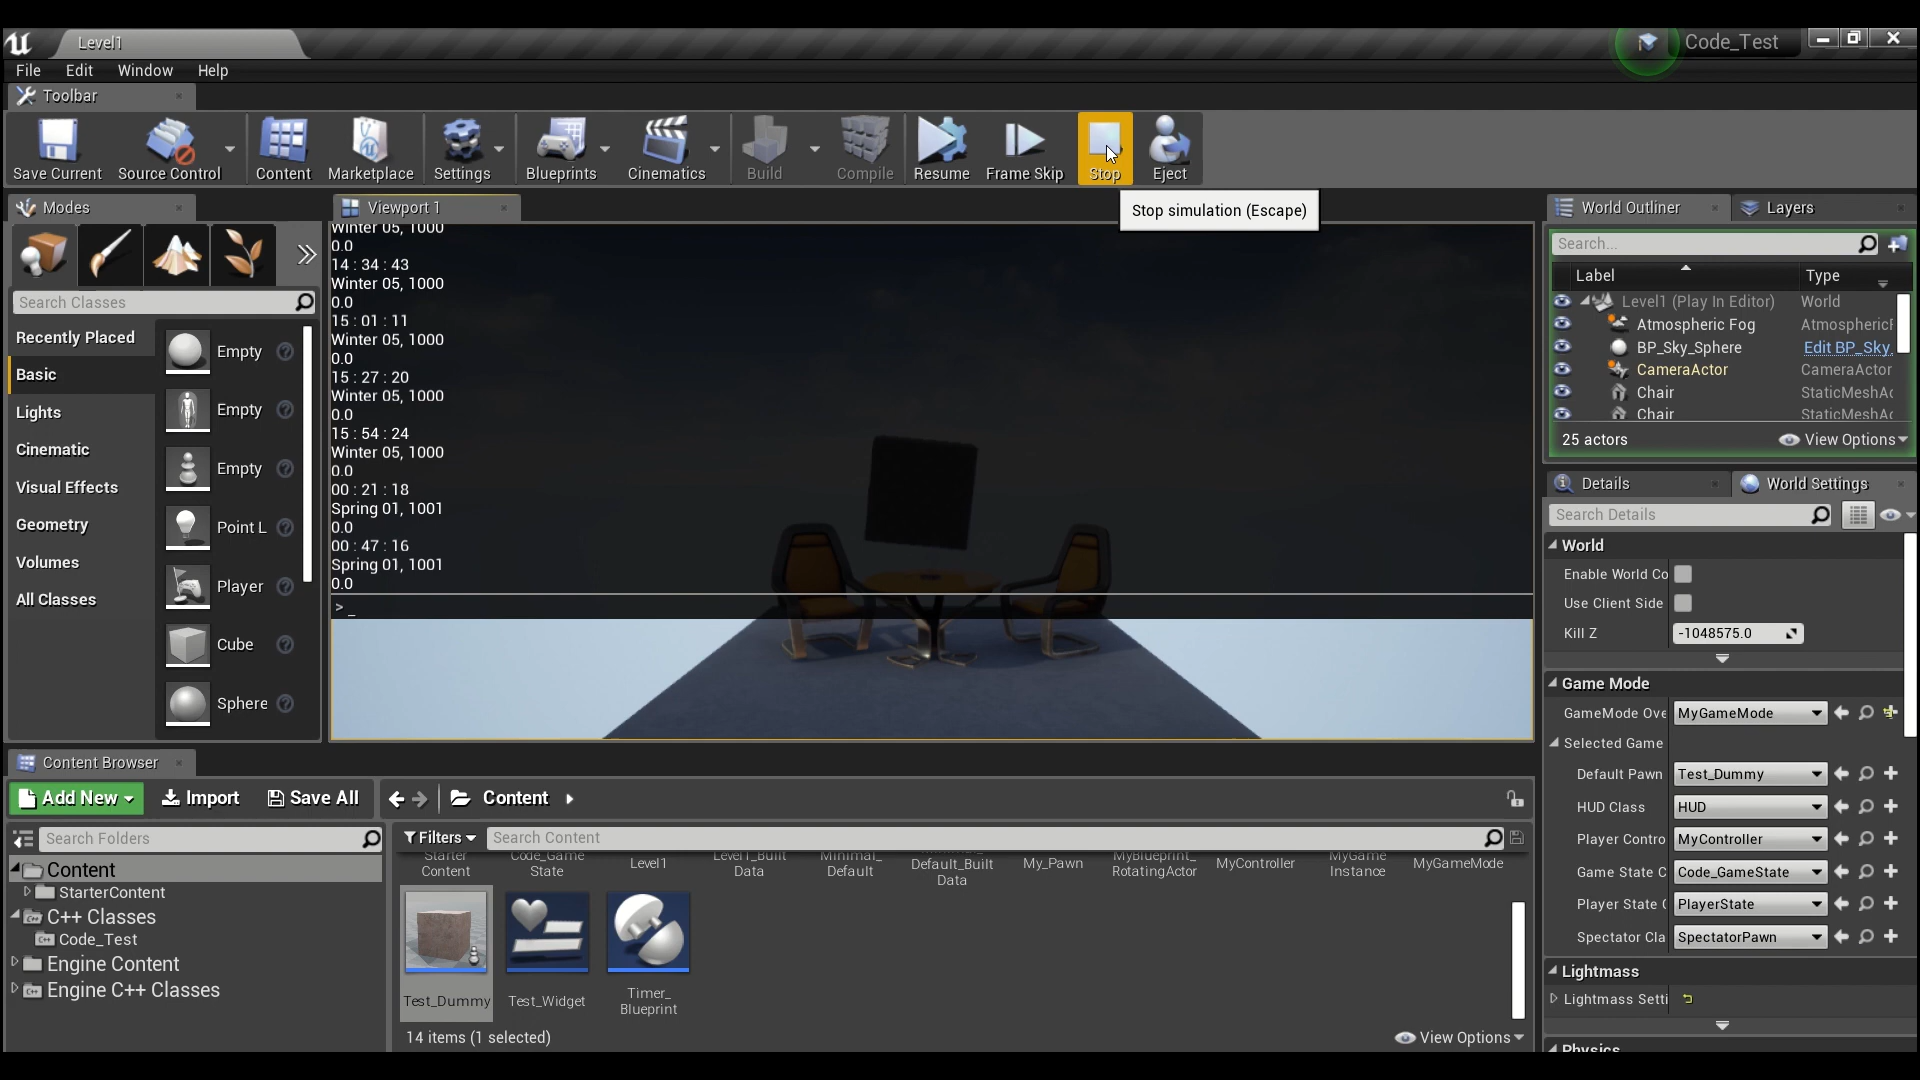 Level1
Code_Test
File Edit Window Help
Toolbar
Save Current Source Control Content Marketplace Settings Blueprints Cinematics Build Compile Resume Frame Skip Stop Eject
Stop simulation (Escape)
Modes
Search Classes
Recently Placed
Basic
Lights
Cinematic
Visual Effects
Geometry
Volumes
All Classes
Empty
Empty
Empty
Point L
Player
Cube
Sphere
Viewport 1
Winter 05, 1000
0.0
14 : 34 : 43
Winter 05, 1000
0.0
15 : 01 : 11
Winter 05, 1000
0.0
15 : 27 : 20
Winter 05, 1000
0.0
15 : 54 : 24
Winter 05, 1000
0.0
00 : 21 : 18
Spring 01, 1001
0.0
00 : 47 : 16
Spring 01, 1001
0.0
> _
World Outliner Layers
Search...
Label Type
Level1 (Play In Editor) World
Atmospheric Fog Atmospheric
BP_Sky_Sphere Edit BP_Sky_
CameraActor CameraActor
Chair StaticMeshAc
Chair StaticMeshAc
25 actors View Options
Details World Settings
Search Details
World
Enable World Co
Use Client Side
Kill Z -1048575.0
Game Mode
GameMode Ove MyGameMode
Selected Game
Default Pawn Test_Dummy
HUD Class HUD
Player Contro MyController
Game State C Code_GameState
Player State PlayerState
Spectator Cla SpectatorPawn
Lightmass
Lightmass Setti
Physics
Content Browser
Add New Import Save All Content
Search Folders
Content
StarterContent
C++ Classes
Code_Test
Engine Content
Engine C++ Classes
Filters Search Content
Starter
Content
Code_Game
State
Level1
Level1_Built
Data
Minimal_
Default
Minimal_
Default_Built
Data
My_Pawn
MyBlueprint_
RotatingActor
MyController
MyGame
Instance
MyGameMode
Test_Dummy
Test_Widget
Timer_
Blueprint
14 items (1 selected)
View Options